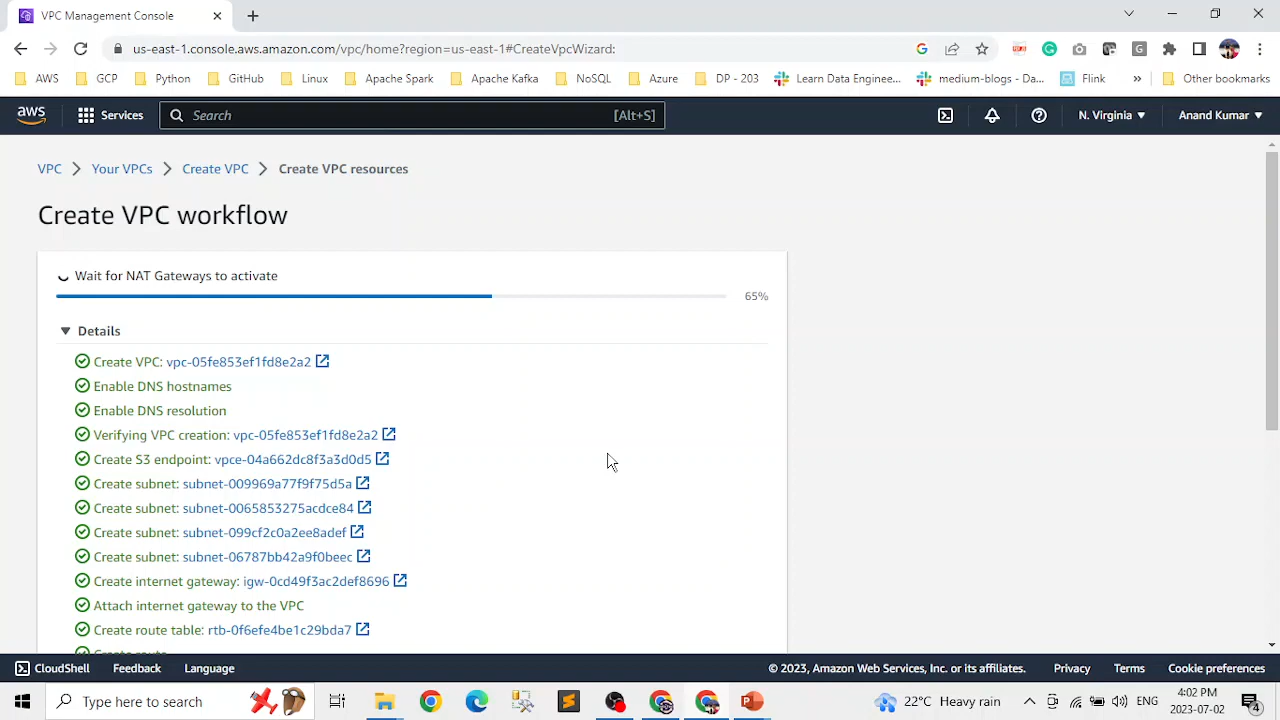 VPC Management Console
us-east-1.console.aws.amazon.com/vpc/home?region=us-east-1#CreateVpcWizard:
AWS GCP Python GitHub Linux Apache Spark Apache Kafka NoSQL Azure DP - 203 Learn Data Enginee... medium-blogs - Da... Flink » Other bookmarks
aws Services Search [Alt+S] N. Virginia Anand Kumar
VPC Your VPCs Create VPC Create VPC resources
Create VPC workflow
Wait for NAT Gateways to activate
65%
Details
Create VPC: vpc-05fe853ef1fd8e2a2
Enable DNS hostnames
Enable DNS resolution
Verifying VPC creation: vpc-05fe853ef1fd8e2a2
Create S3 endpoint: vpce-04a662dc8f3a3d0d5
Create subnet: subnet-009969a77f9f75d5a
Create subnet: subnet-0065853275acdce84
Create subnet: subnet-099cf2c0a2ee8adef
Create subnet: subnet-06787bb42a9f0beec
Create internet gateway: igw-0cd49f3ac2def8696
Attach internet gateway to the VPC
Create route table: rtb-0f6efe4be1c29bda7
Create route
CloudShell Feedback Language © 2023, Amazon Web Services, Inc. or its affiliates. Privacy Terms Cookie preferences
Type here to search 22°C Heavy rain ENG 4:02 PM
2023-07-02 4